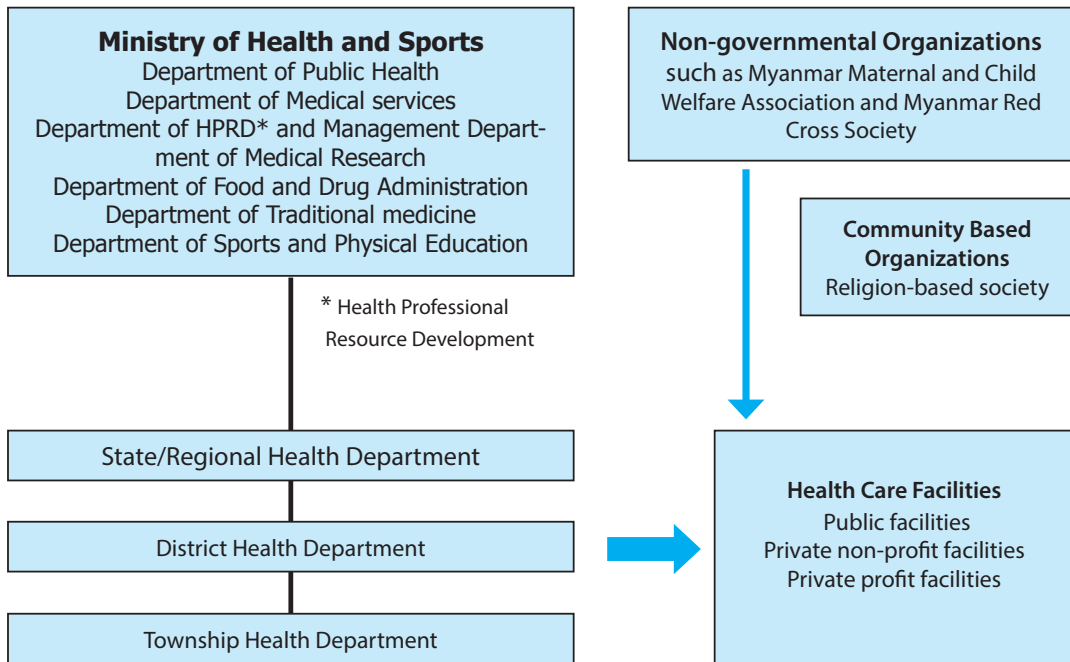 Ministry of Health and Sports
Department of Public Health
Department of Medical services
Department of HPRD* and Management Depart-
ment of Medical Research
Department of Food and Drug Administration
Department of Traditional medicine
Department of Sports and Physical Education
* Health Professional
Resource Development
State/Regional Health Department
District Health Department
Township Health Department
Non-governmental Organizations
such as Myanmar Maternal and Child
Welfare Association and Myanmar Red
Cross Society
Community Based
Organizations
Religion-based society
Health Care Facilities
Public facilities
Private non-profit facilities
Private profit facilities